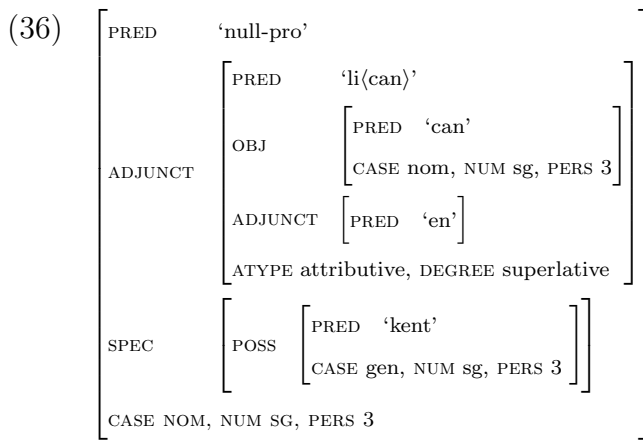 (36)
PRED ‘null-pro’
PRED ‘li⟨can⟩’
OBJ PRED ‘can’
CASE nom, NUM sg, PERS 3
ADJUNCT
ADJUNCT PRED ‘en’
ATYPE attributive, DEGREE superlative
SPEC POSS PRED ‘kent’
CASE gen, NUM sg, PERS 3
CASE NOM, NUM SG, PERS 3